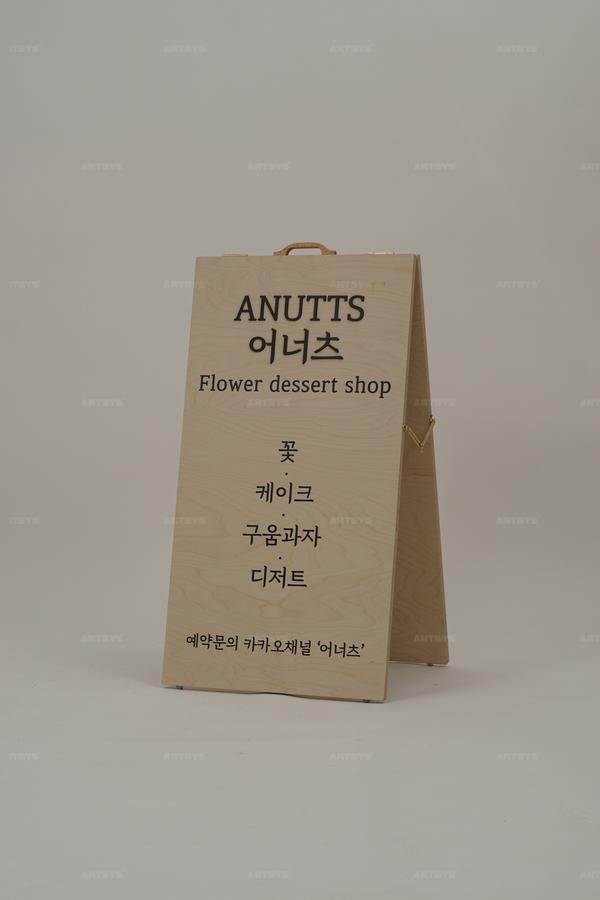 ANUTTS
어너츠
Flower dessert shop
꽃
·
케이크
·
구움과자
·
디저트
예약문의 카카오채널 ‘어너츠’
ARTSYS